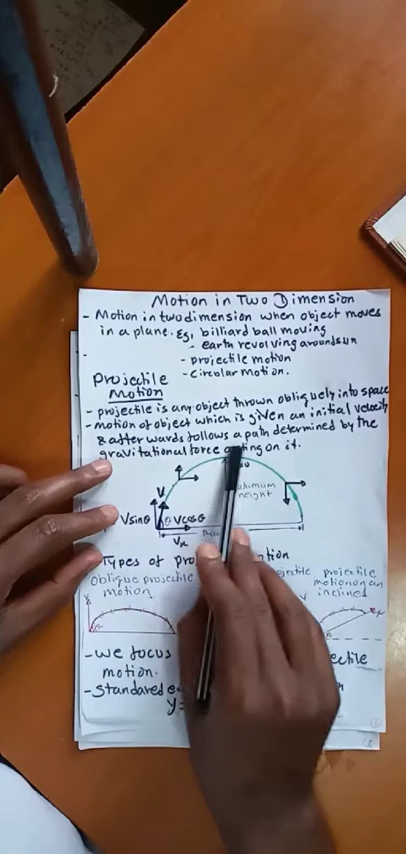 Motion in Two Dimension
- Motion in two dimension when object moves
in a plane. Eg, billiard ball moving
- earth revolving around sun
- projectile motion
- circular motion.
Projectile
Motion
- projectile is any object thrown obliquely into space
- motion of object which is given an initial velocity
& afterwards follows a path determined by the
gravitational force acting on it.
height
V
Vsinθ
θ Vcosθ
Vx
Types of
oblique projectile
motion
projectile
motion on an
inclined
- we focus
motion.
- Standared